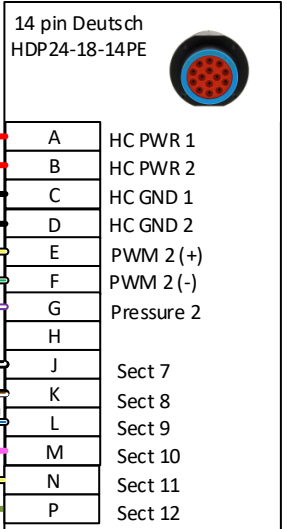 14 pin Deutsch
HDP24-18-14PE
A HC PWR 1
B HC PWR 2
C HC GND 1
D HC GND 2
E PWM 2 (+)
F PWM 2 (-)
G Pressure 2
H
J Sect 7
K Sect 8
L Sect 9
M Sect 10
N Sect 11
P Sect 12